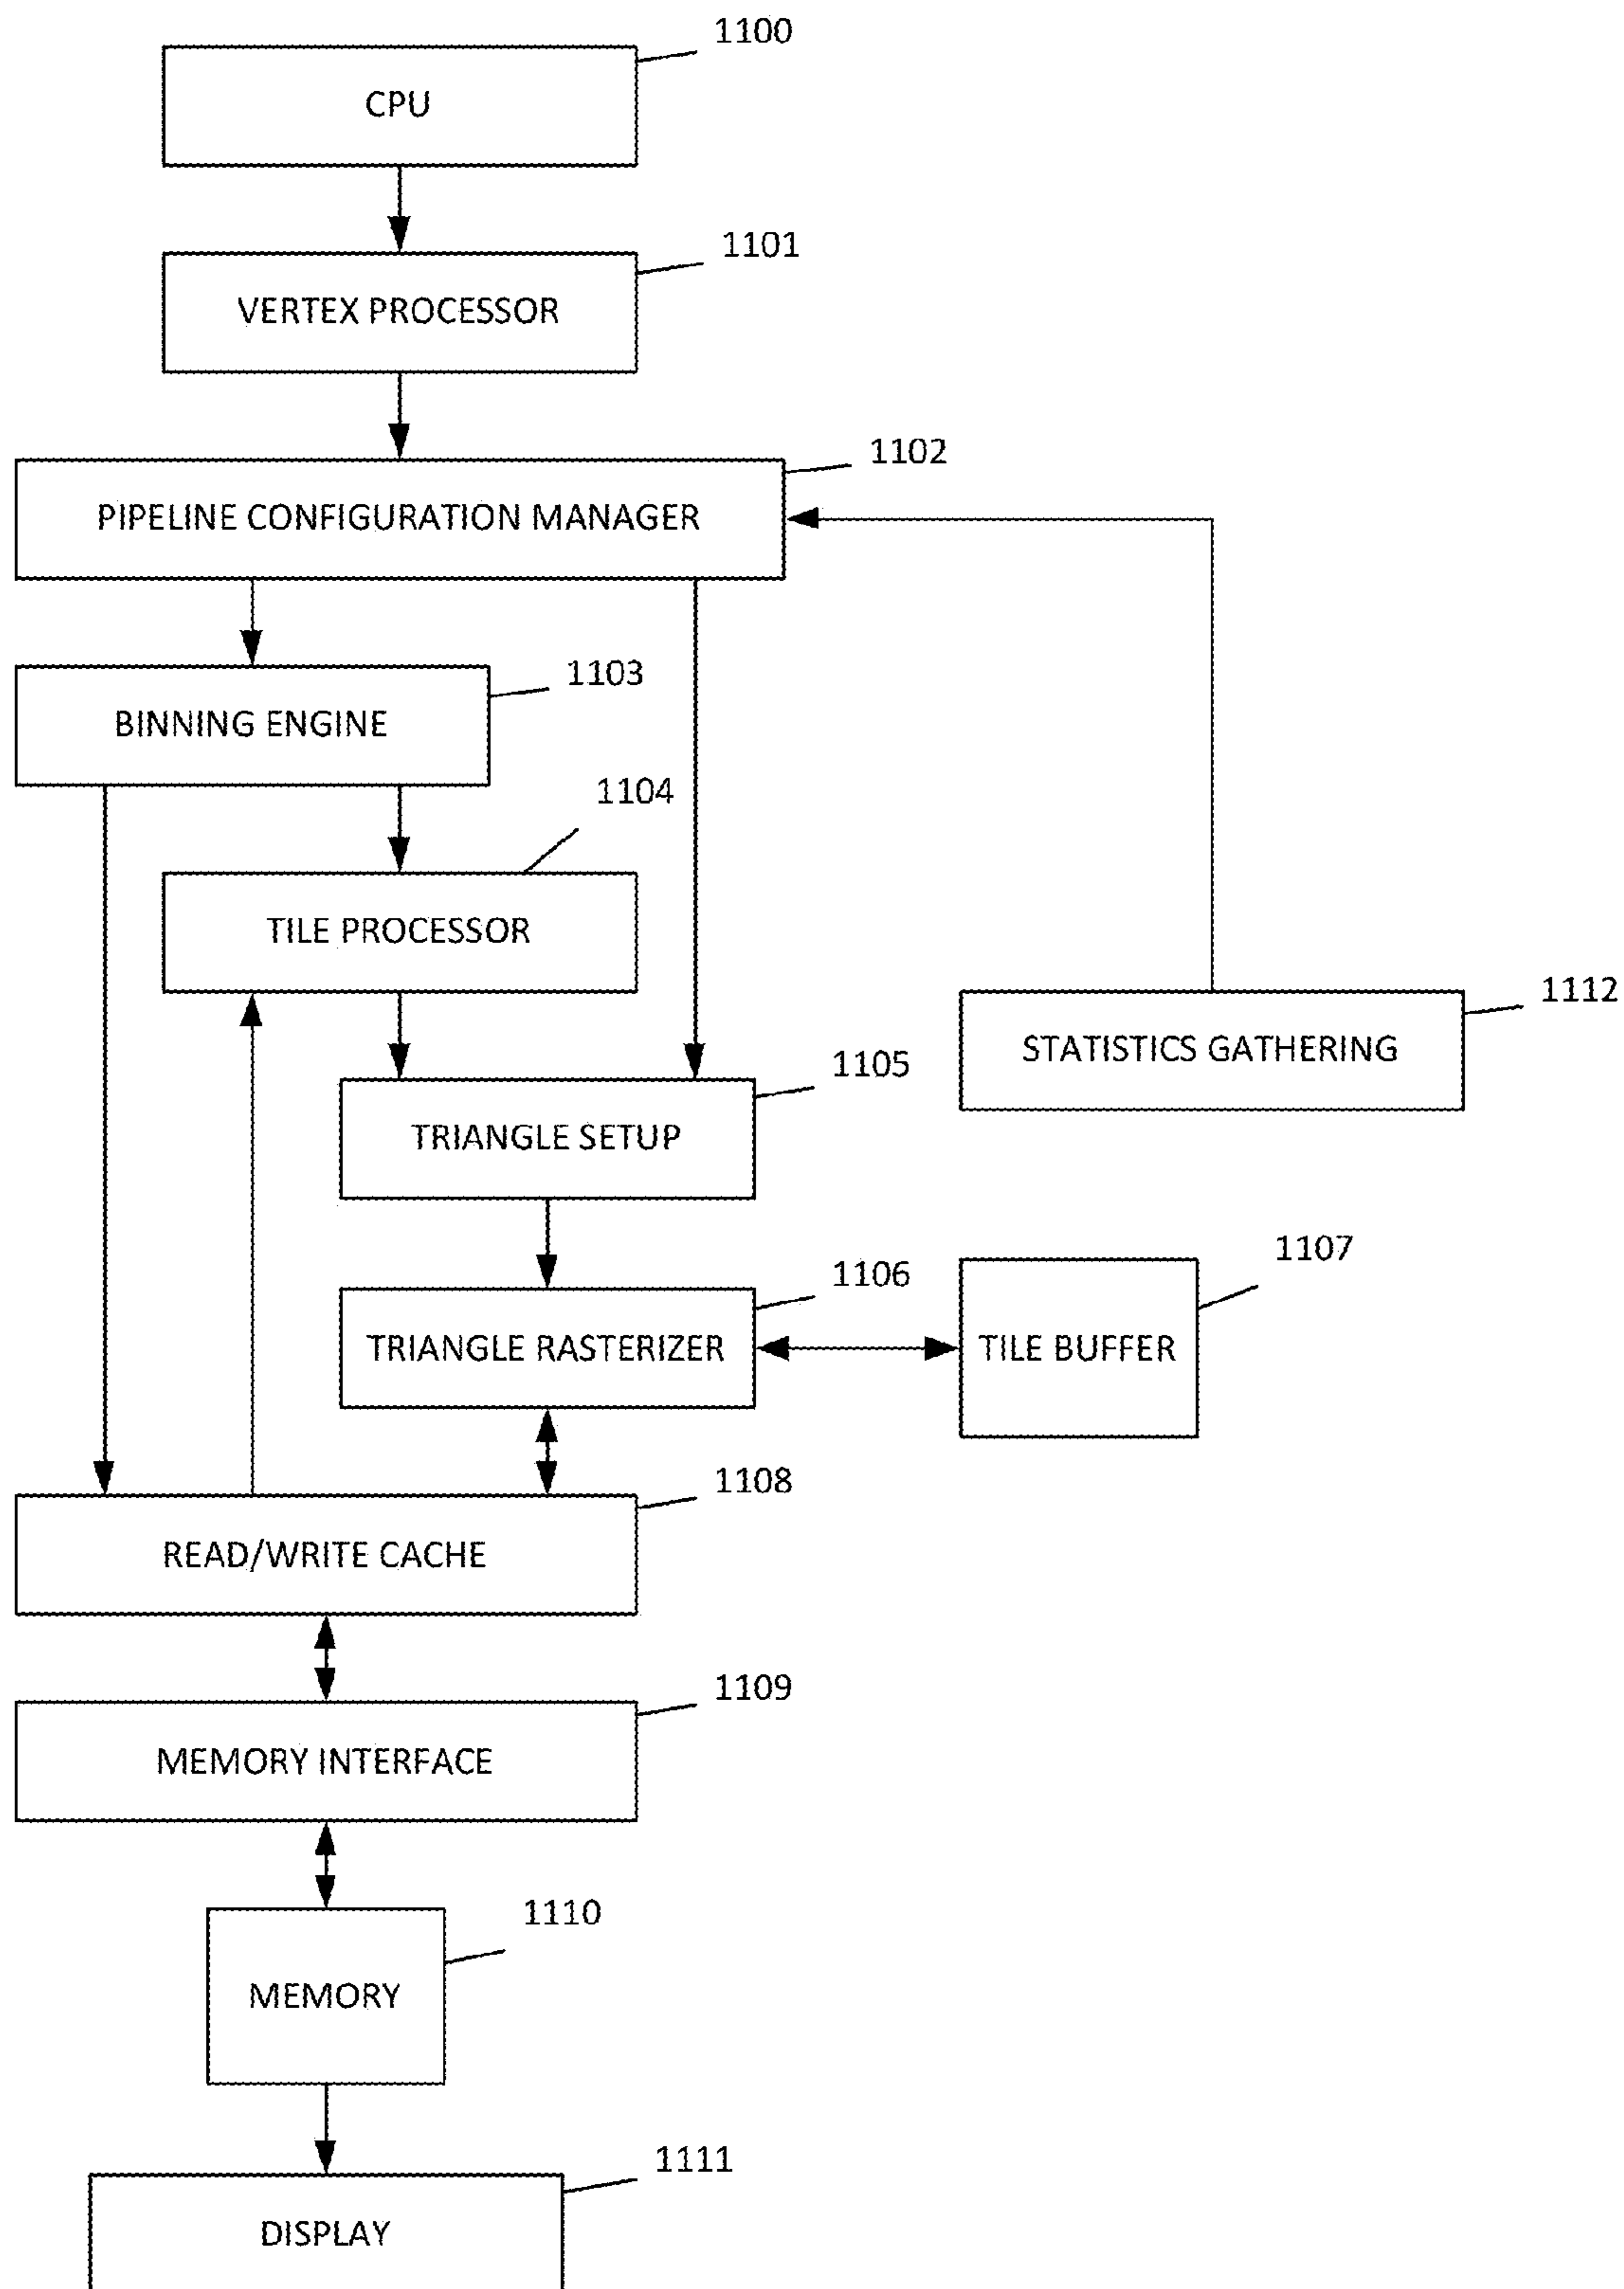 1100
CPU
1101
VERTEX PROCESSOR
1102
PIPELINE CONFIGURATION MANAGER
1103
BINNING ENGINE
1104
TILE PROCESSOR
1112
STATISTICS GATHERING
1105
TRIANGLE SETUP
1107
1106
TRIANGLE RASTERIZER
TILE BUFFER
1108
READ/WRITE CACHE
1109
MEMORY INTERFACE
1110
MEMORY
1111
DISPLAY